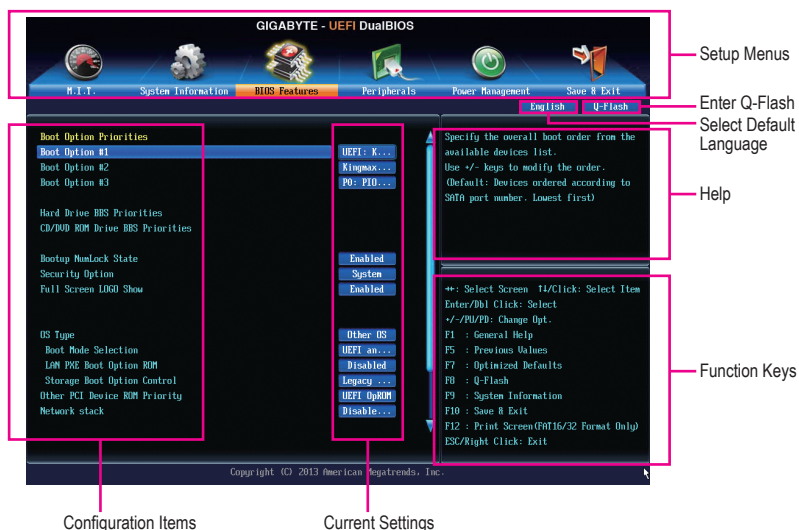 GIGABYTE - UEFI DualBIOS
M.I.T. System Information BIOS Features Peripherals Power Management Save & Exit
Setup Menus
English Q-Flash
Enter Q-Flash
Select Default
Language
Boot Option Priorities
Boot Option #1 UEFI: K...
Boot Option #2 Kingmax...
Boot Option #3 P0: PIO...
Hard Drive BBS Priorities
CD/DVD ROM Drive BBS Priorities
Bootup NumLock State Enabled
Security Option System
Full Screen LOGO Show Enabled
OS Type Other OS
Boot Mode Selection UEFI an...
LAN PXE Boot Option ROM Disabled
Storage Boot Option Control Legacy ...
Other PCI Device ROM Priority UEFI OpROM
Network stack Disable...
Specify the overall boot order from the
available devices list.
Use +/- keys to modify the order.
(Default: Devices ordered according to
SATA port number. Lowest first)
Help
→←: Select Screen ↑↓/Click: Select Item
Enter/Dbl Click: Select
+/-/PU/PD: Change Opt.
F1 : General Help
F5 : Previous Values
F7 : Optimized Defaults
F8 : Q-Flash
F9 : System Information
F10 : Save & Exit
F12 : Print Screen(FAT16/32 Format Only)
ESC/Right Click: Exit
Function Keys
Copyright (C) 2013 American Megatrends, Inc.
Configuration Items
Current Settings